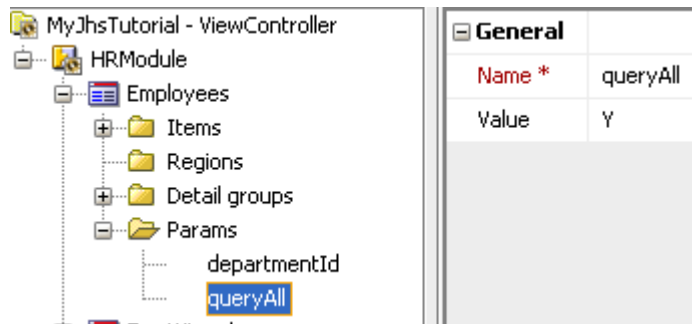 MyJhsTutorial - ViewController
HRModule
Employees
Items
Regions
Detail groups
Params
departmentId
queryAll
General
Name * queryAll
Value Y